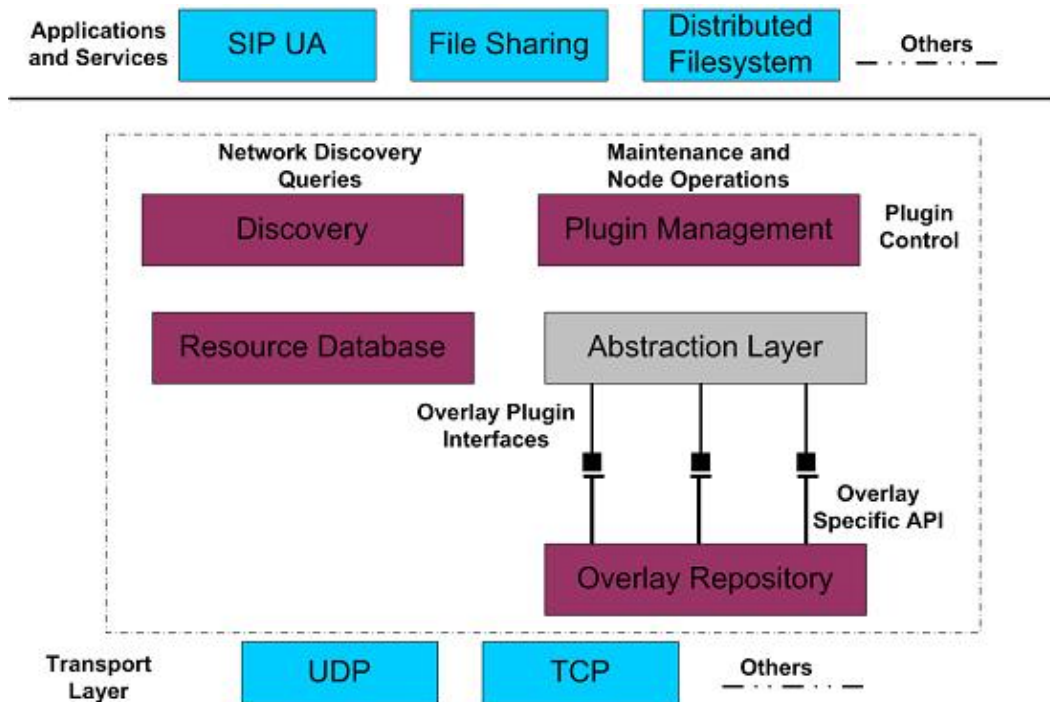 Applications
and Services
SIP UA
File Sharing
Distributed
Filesystem
Others
Network Discovery
Queries
Maintenance and
Node Operations
Discovery
Plugin Management
Plugin
Control
Resource Database
Abstraction Layer
Overlay Plugin
Interfaces
Overlay
Specific API
Overlay Repository
Transport
Layer
UDP
TCP
Others